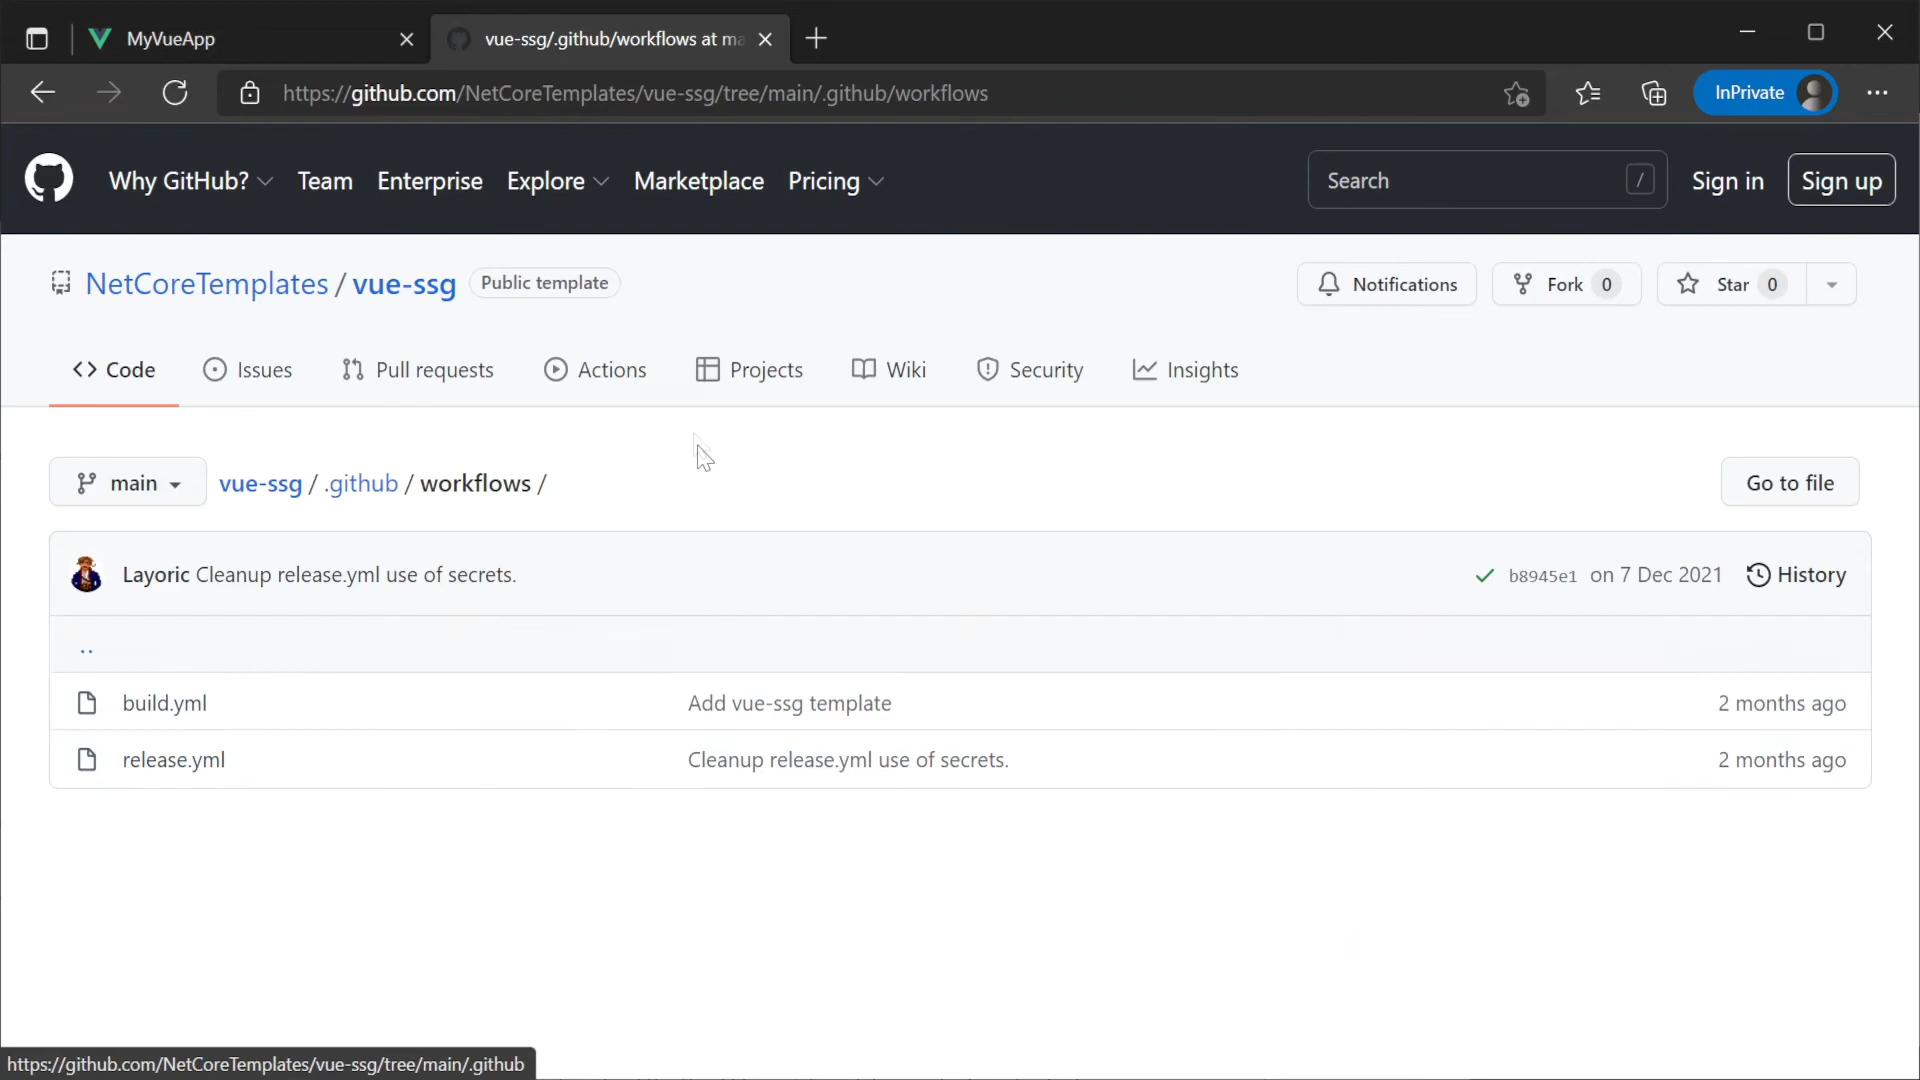 MyVueApp
vue-ssg/.github/workflows at ma
https://github.com/NetCoreTemplates/vue-ssg/tree/main/.github/workflows
InPrivate
Why GitHub? Team Enterprise Explore Marketplace Pricing
Search /
Sign in
Sign up
NetCoreTemplates / vue-ssg Public template
Notifications
Fork 0
Star 0
Code Issues Pull requests Actions Projects Wiki Security Insights
main vue-ssg / .github / workflows /
Go to file
Layoric Cleanup release.yml use of secrets.
b8945e1 on 7 Dec 2021 History
..
build.yml Add vue-ssg template 2 months ago
release.yml Cleanup release.yml use of secrets. 2 months ago
https://github.com/NetCoreTemplates/vue-ssg/tree/main/.github